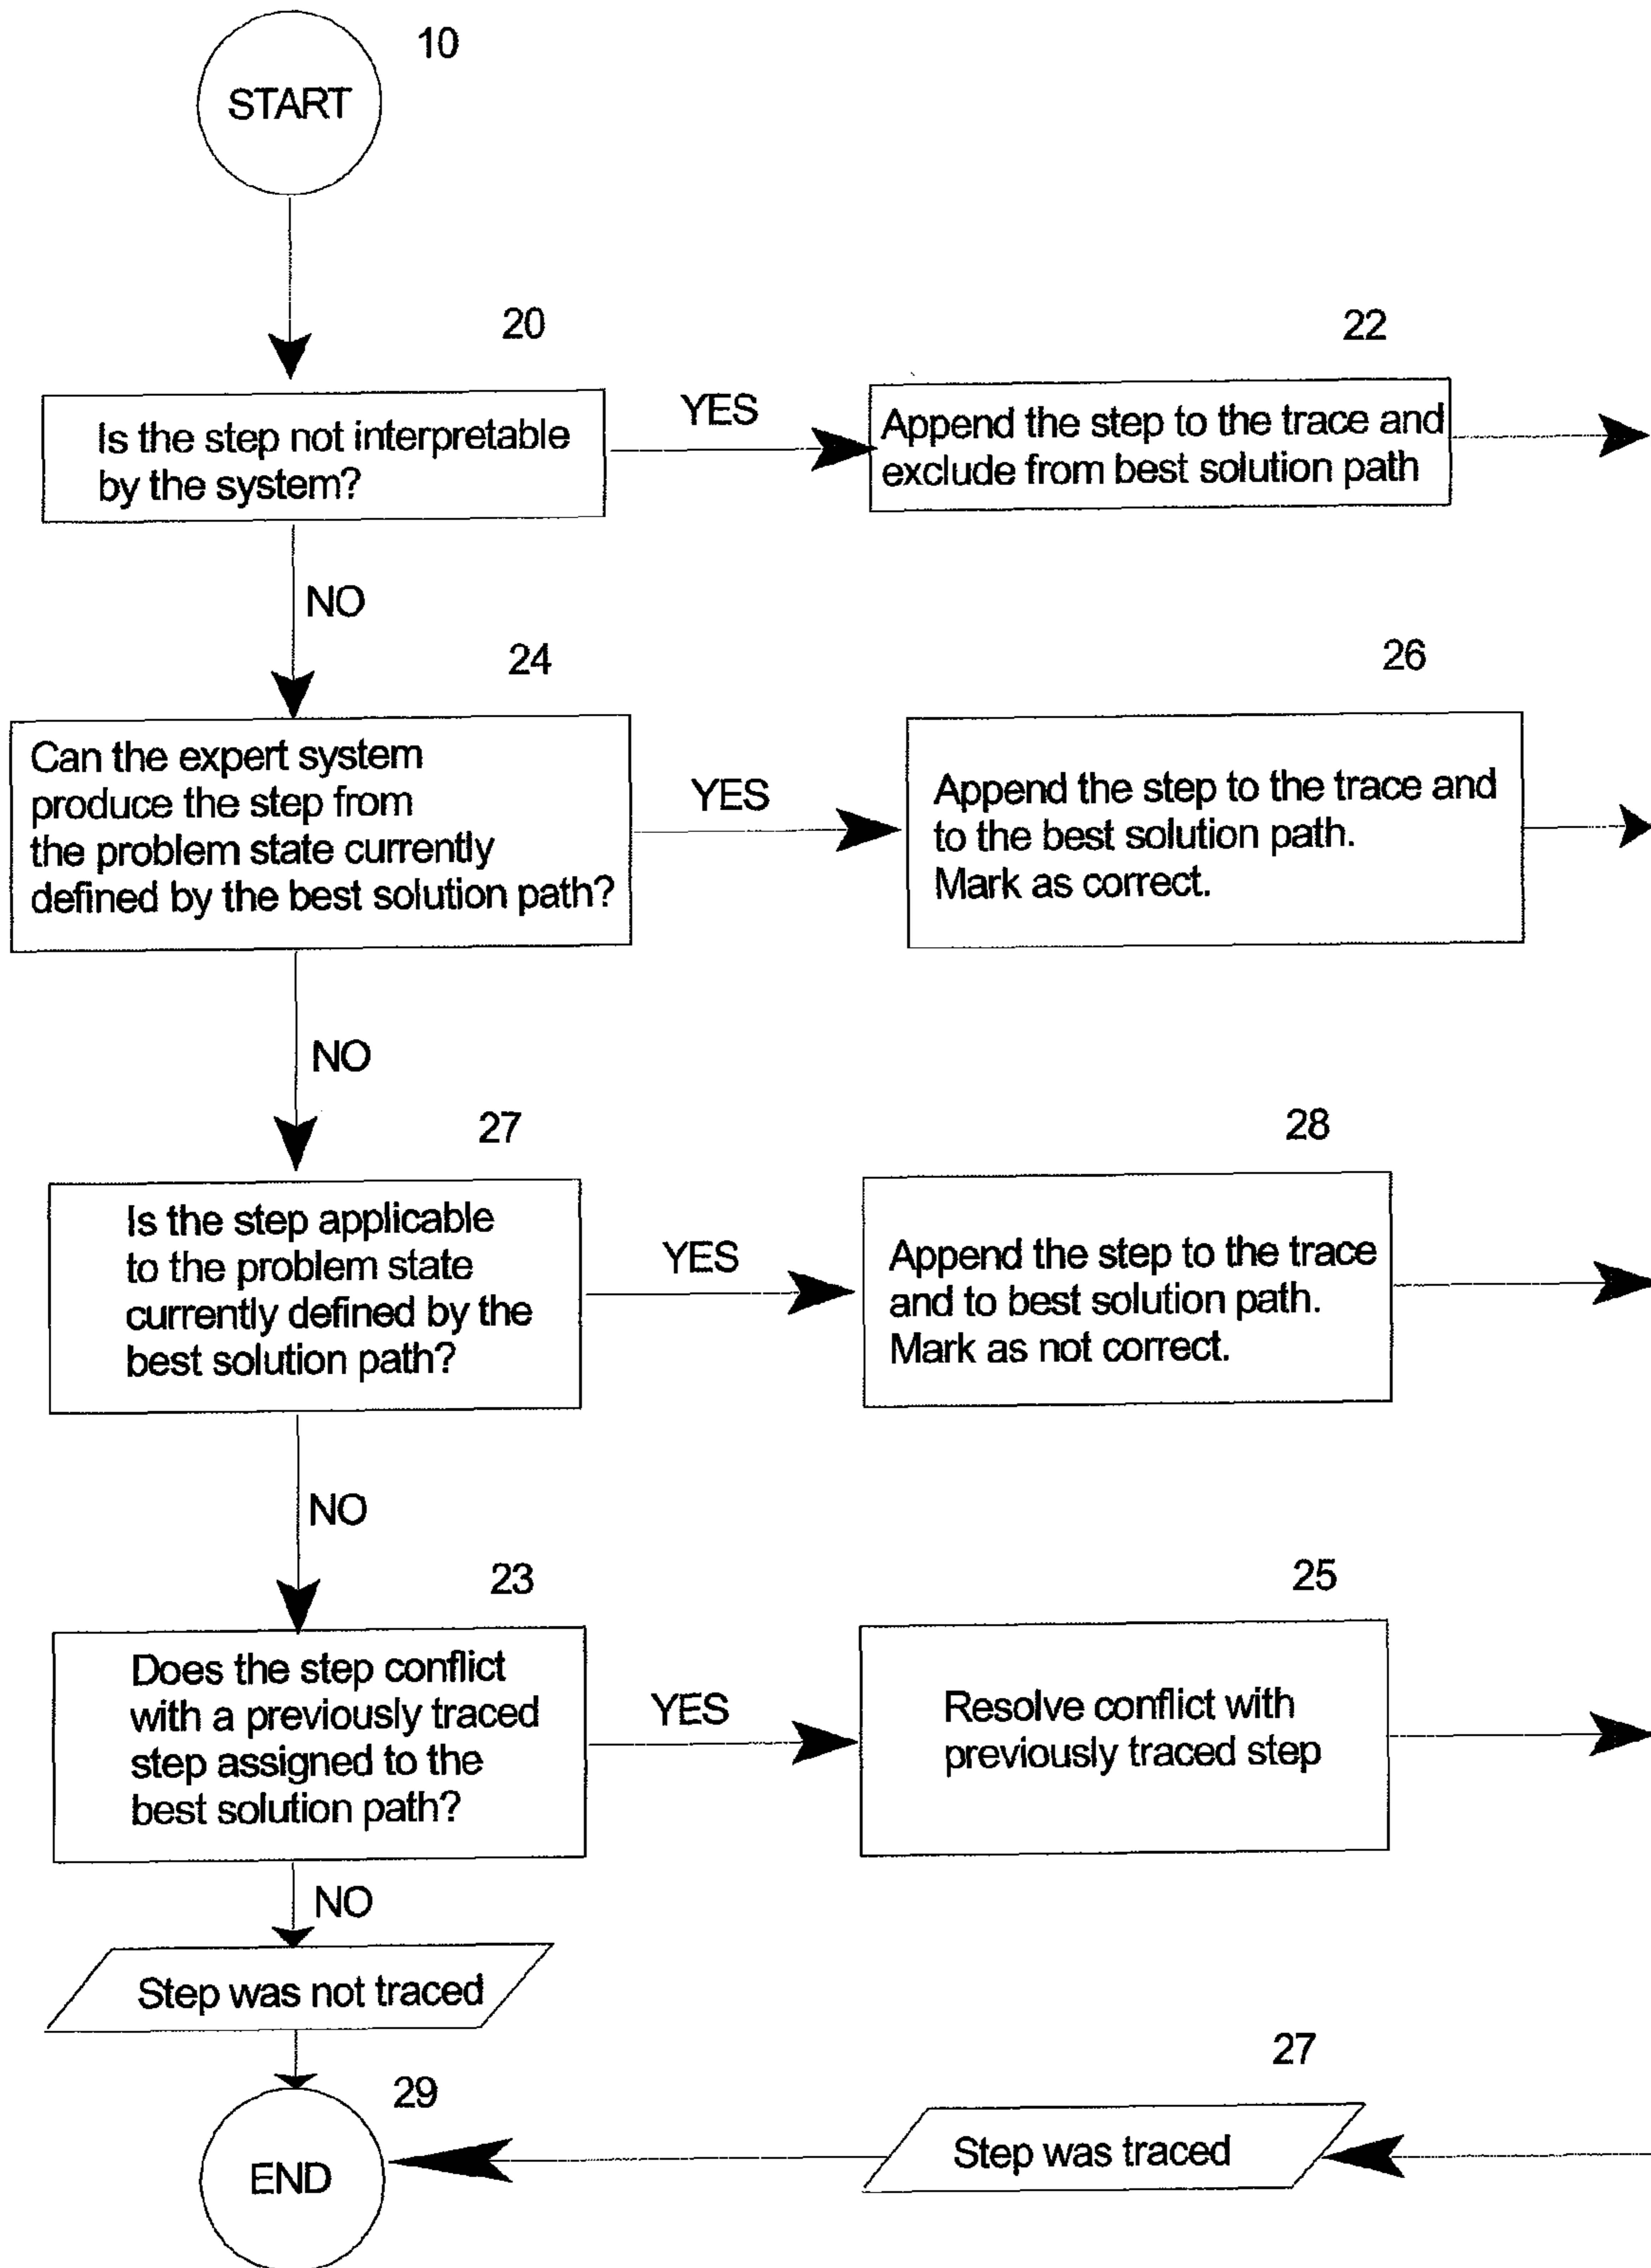 10
START
20
Is the step not interpretable
by the system?
YES
22
Append the step to the trace and
exclude from best solution path
NO
24
Can the expert system
produce the step from
the problem state currently
defined by the best solution path?
YES
26
Append the step to the trace and
to the best solution path.
Mark as correct.
NO
27
Is the step applicable
to the problem state
currently defined by the
best solution path?
YES
28
Append the step to the trace
and to best solution path.
Mark as not correct.
NO
23
Does the step conflict
with a previously traced
step assigned to the
best solution path?
YES
25
Resolve conflict with
previously traced step
NO
Step was not traced
27
Step was traced
29
END